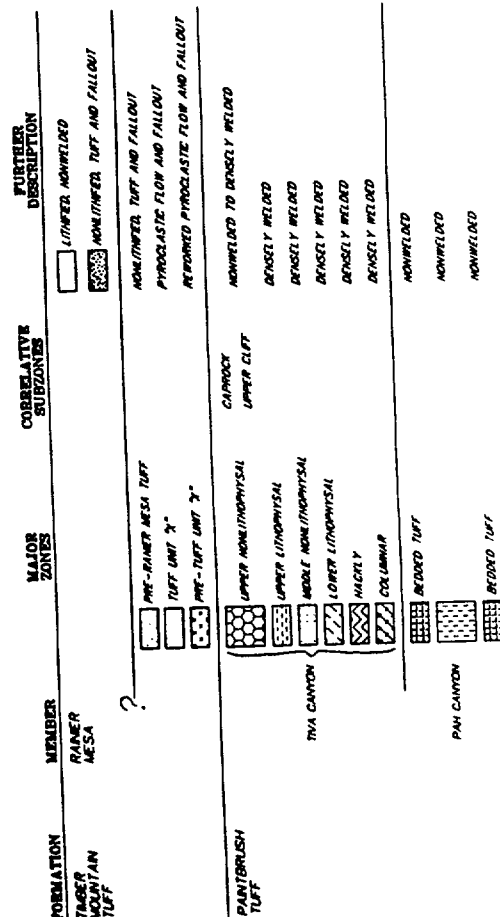 FORMATION
MEMBER
MAJOR
ZONES
CORRELATIVE
SUBZONES
FURTHER
DESCRIPTION
TIMBER
MOUNTAIN
TUFF
RAINER
MESA
LITHIFIED, NONWELDED
NONLITHIFIED, TUFF AND FALLOUT
?
PRE-RAINER MESA TUFF
NONLITHIFED, TUFF AND FALLOUT
TUFF UNIT "X"
PYROCLASTIC FLOW AND FALLOUT
PRE-TUFF UNIT "X"
REWORKED PYROCLASTIC FLOW AND FALLOUT
PAINTBRUSH
TUFF
TIVA CANYON
UPPER NONLITHOPHYSAL
CAPROCK
NONWELDED TO DENSELY WELDED
UPPER LITHOPHYSAL
UPPER CLIFF
DENSELY WELDED
MIDDLE NONLITHOPHYSAL
DENSELY WELDED
LOWER LITHOPHYSAL
DENSELY WELDED
HACKLY
DENSELY WELDED
COLUMNAR
DENSELY WELDED
BEDDED TUFF
NONWELDED
PAH CANYON
NONWELDED
BEDDED TUFF
NONWELDED